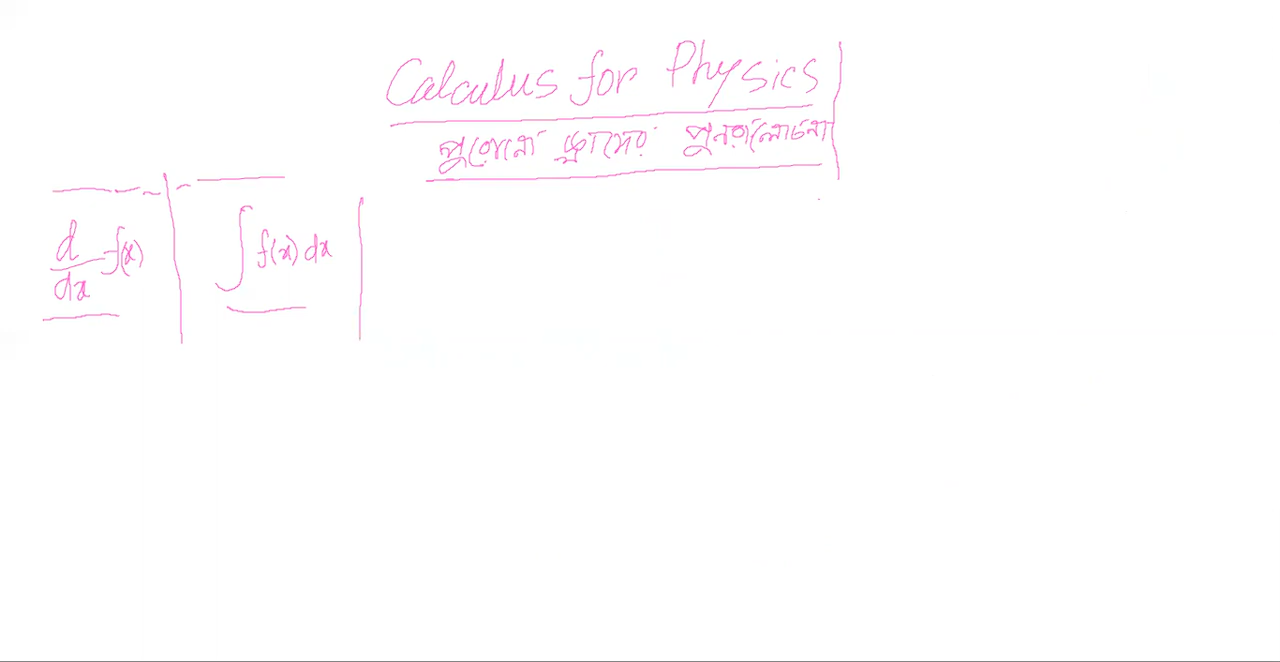 Calculus for Physics
পুরোনো ক্লাসের পুনরালোচনা
d/dx f(x)
∫ f(x) dx